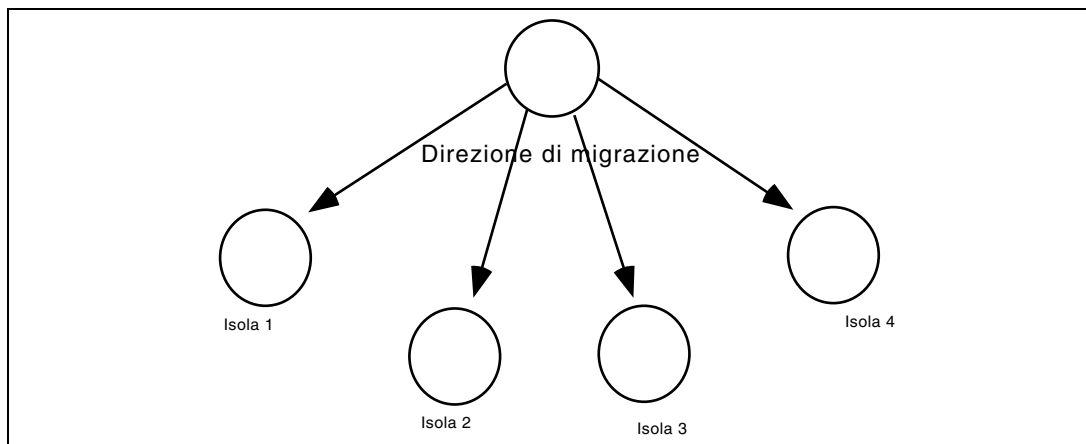 Direzione di migrazione
Isola 1
Isola 4
Isola 2
Isola 3